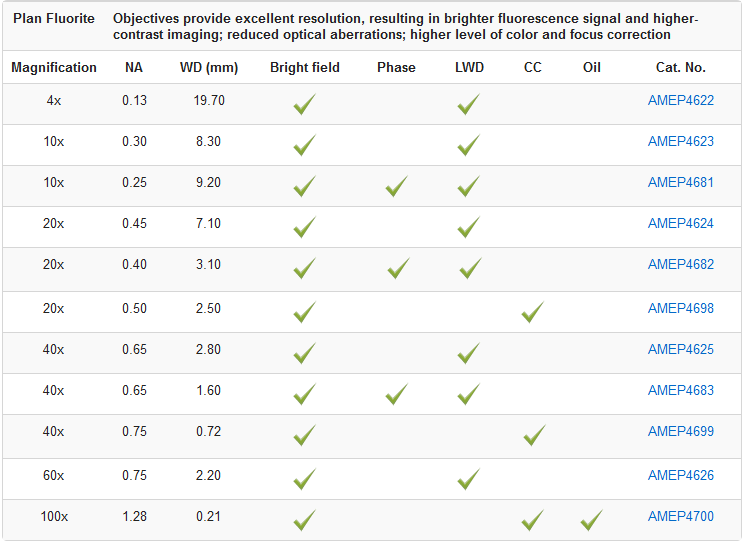 Plan Fluorite Objectives provide excellent resolution, resulting in brighter fluorescence signal and higher-
contrast imaging; reduced optical aberrations; higher level of color and focus correction
Magnification NA WD (mm) Bright field Phase LWD CC Oil Cat. No.
4x 0.13 19.70 ✓ ✓ AMEP4622
10x 0.30 8.30 ✓ ✓ AMEP4623
10x 0.25 9.20 ✓ ✓ ✓ AMEP4681
20x 0.45 7.10 ✓ ✓ AMEP4624
20x 0.40 3.10 ✓ ✓ ✓ AMEP4682
20x 0.50 2.50 ✓ ✓ AMEP4698
40x 0.65 2.80 ✓ ✓ AMEP4625
40x 0.65 1.60 ✓ ✓ ✓ AMEP4683
40x 0.75 0.72 ✓ ✓ AMEP4699
60x 0.75 2.20 ✓ ✓ AMEP4626
100x 1.28 0.21 ✓ ✓ ✓ AMEP4700